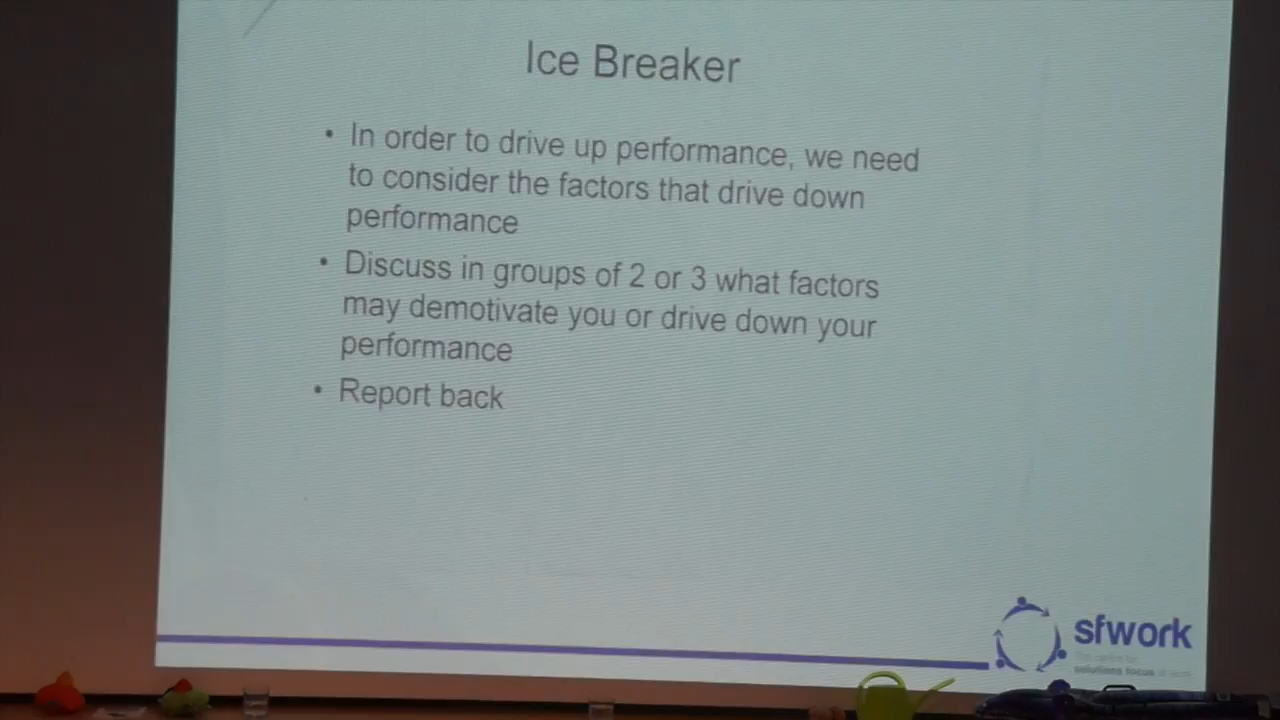 Ice Breaker
• In order to drive up performance, we need
to consider the factors that drive down
performance
• Discuss in groups of 2 or 3 what factors
may demotivate you or drive down your
performance
• Report back
sfwork
solutions focus